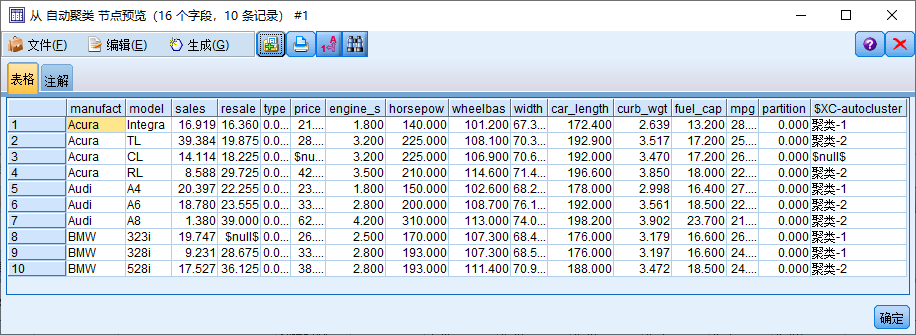 从 自动聚类 节点预览（16 个字段，10 条记录） #1
文件(F) 编辑(E) 生成(G)
表格 注解
manufact model sales resale type price engine_s horsepow wheelbas width car_length curb_wgt fuel_cap mpg partition $XC-autocluster
1 Acura Integra 16.919 16.360 0.0... 21.... 1.800 140.000 101.200 67.3... 172.400 2.639 13.200 28.... 0.000 聚类-1
2 Acura TL 39.384 19.875 0.0... 28.... 3.200 225.000 108.100 70.3... 192.900 3.517 17.200 25.... 0.000 聚类-2
3 Acura CL 14.114 18.225 0.0... $nu... 3.200 225.000 106.900 70.6... 192.000 3.470 17.200 26.... 0.000 $null$
4 Acura RL 8.588 29.725 0.0... 42.... 3.500 210.000 114.600 71.4... 196.600 3.850 18.000 22.... 0.000 聚类-2
5 Audi A4 20.397 22.255 0.0... 23.... 1.800 150.000 102.600 68.2... 178.000 2.998 16.400 27.... 0.000 聚类-1
6 Audi A6 18.780 23.555 0.0... 33.... 2.800 200.000 108.700 76.1... 192.000 3.561 18.500 22.... 0.000 聚类-2
7 Audi A8 1.380 39.000 0.0... 62.... 4.200 310.000 113.000 74.0... 198.200 3.902 23.700 21.... 0.000 聚类-2
8 BMW 323i 19.747 $null$ 0.0... 26.... 2.500 170.000 107.300 68.4... 176.000 3.179 16.600 26.... 0.000 聚类-1
9 BMW 328i 9.231 28.675 0.0... 33.... 2.800 193.000 107.300 68.5... 176.000 3.197 16.600 24.... 0.000 聚类-1
10 BMW 528i 17.527 36.125 0.0... 38.... 2.800 193.000 111.400 70.9... 188.000 3.472 18.500 24.... 0.000 聚类-2
确定